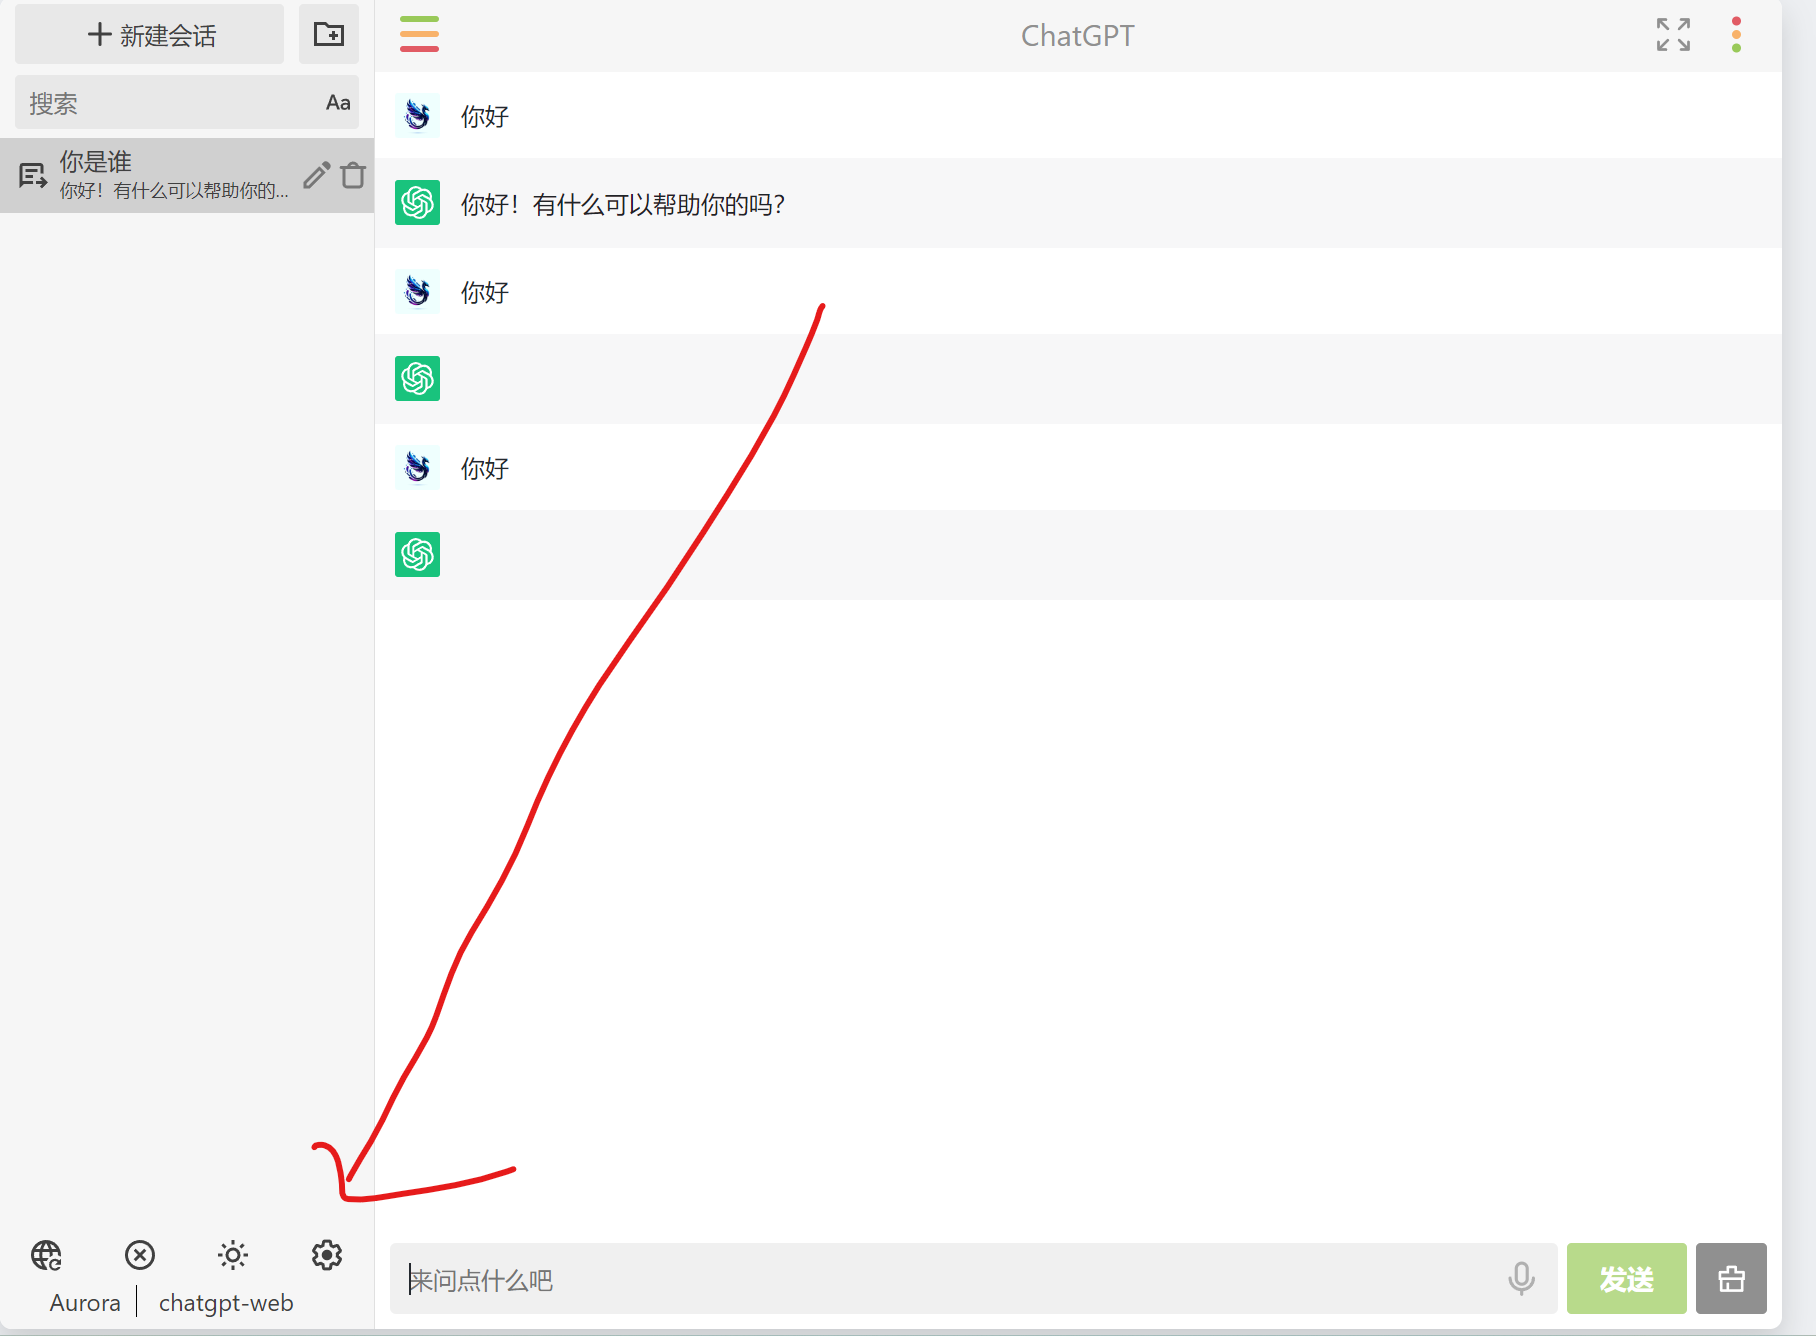 新建会话
搜索 Aa
你是谁
你好！有什么可以帮助你的...
Aurora | chatgpt-web
ChatGPT
你好
你好！有什么可以帮助你的吗？
你好
你好
来问点什么吧
发送